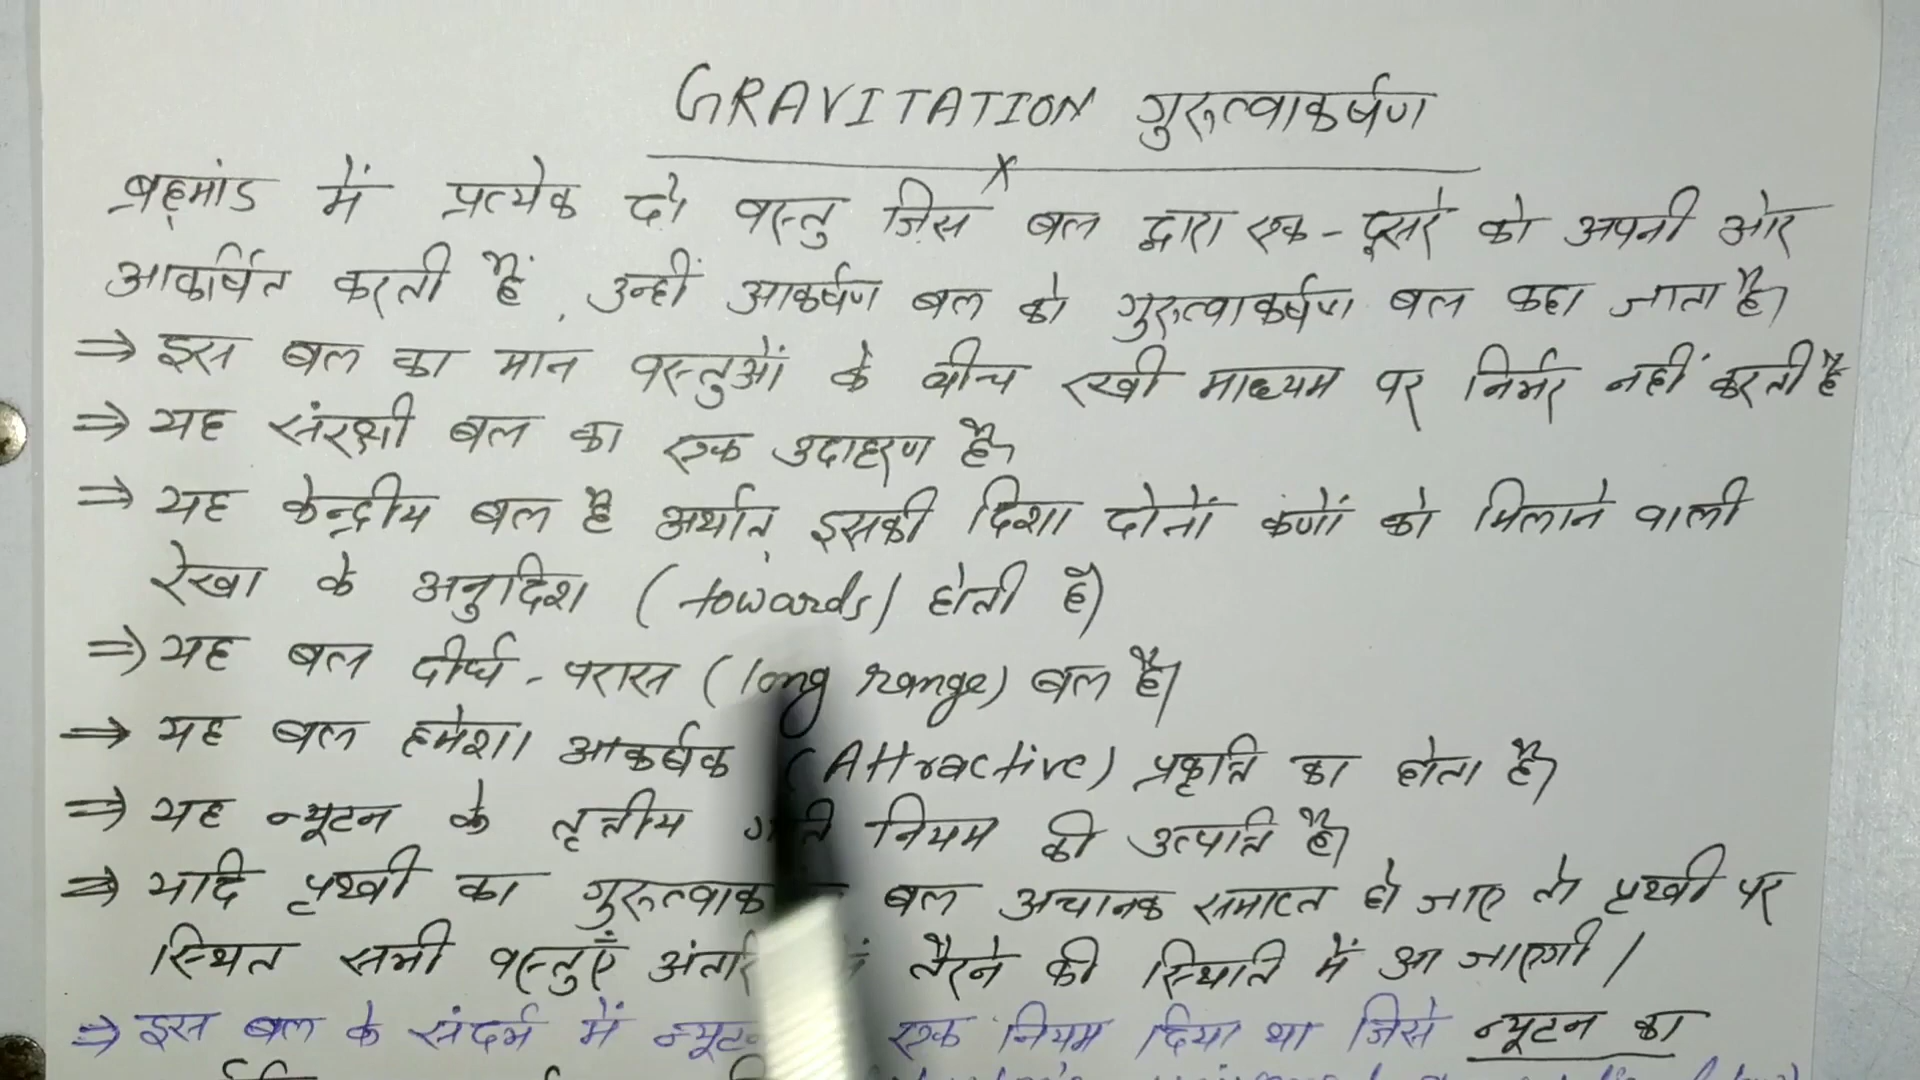 GRAVITATION गुरुत्वाकर्षण
ब्रह्मांड में प्रत्येक दो वस्तु जिस बल द्वारा एक-दूसरे को अपनी ओर
आकर्षित करती हैं, उन्हीं आकर्षण बल को गुरुत्वाकर्षण बल कहा जाता है।
⇒ इस बल का मान वस्तुओं के बीच रखी माध्यम पर निर्भर नहीं करती है
⇒ यह संरक्षी बल का एक उदाहरण है।
⇒ यह केन्द्रीय बल है अर्थात् इसकी दिशा दोनों कणों को मिलाने वाली
रेखा के अनुदिश (towards) होती है।
⇒ यह बल दीर्घ-परास (long range) बल है।
⇒ यह बल हमेशा आकर्षक (Attractive) प्रकृति का होता है।
⇒ यह न्यूटन के तृतीय गति नियम की उत्पत्ति है।
⇒ यदि पृथ्वी का बल अचानक समाप्त हो जाए तो पृथ्वी पर
स्थित सभी वस्तुएँ तैरने की स्थिति में आ जाएगी।
⇒ इस बल के संदर्भ में एक नियम दिया था जिसे न्यूटन का